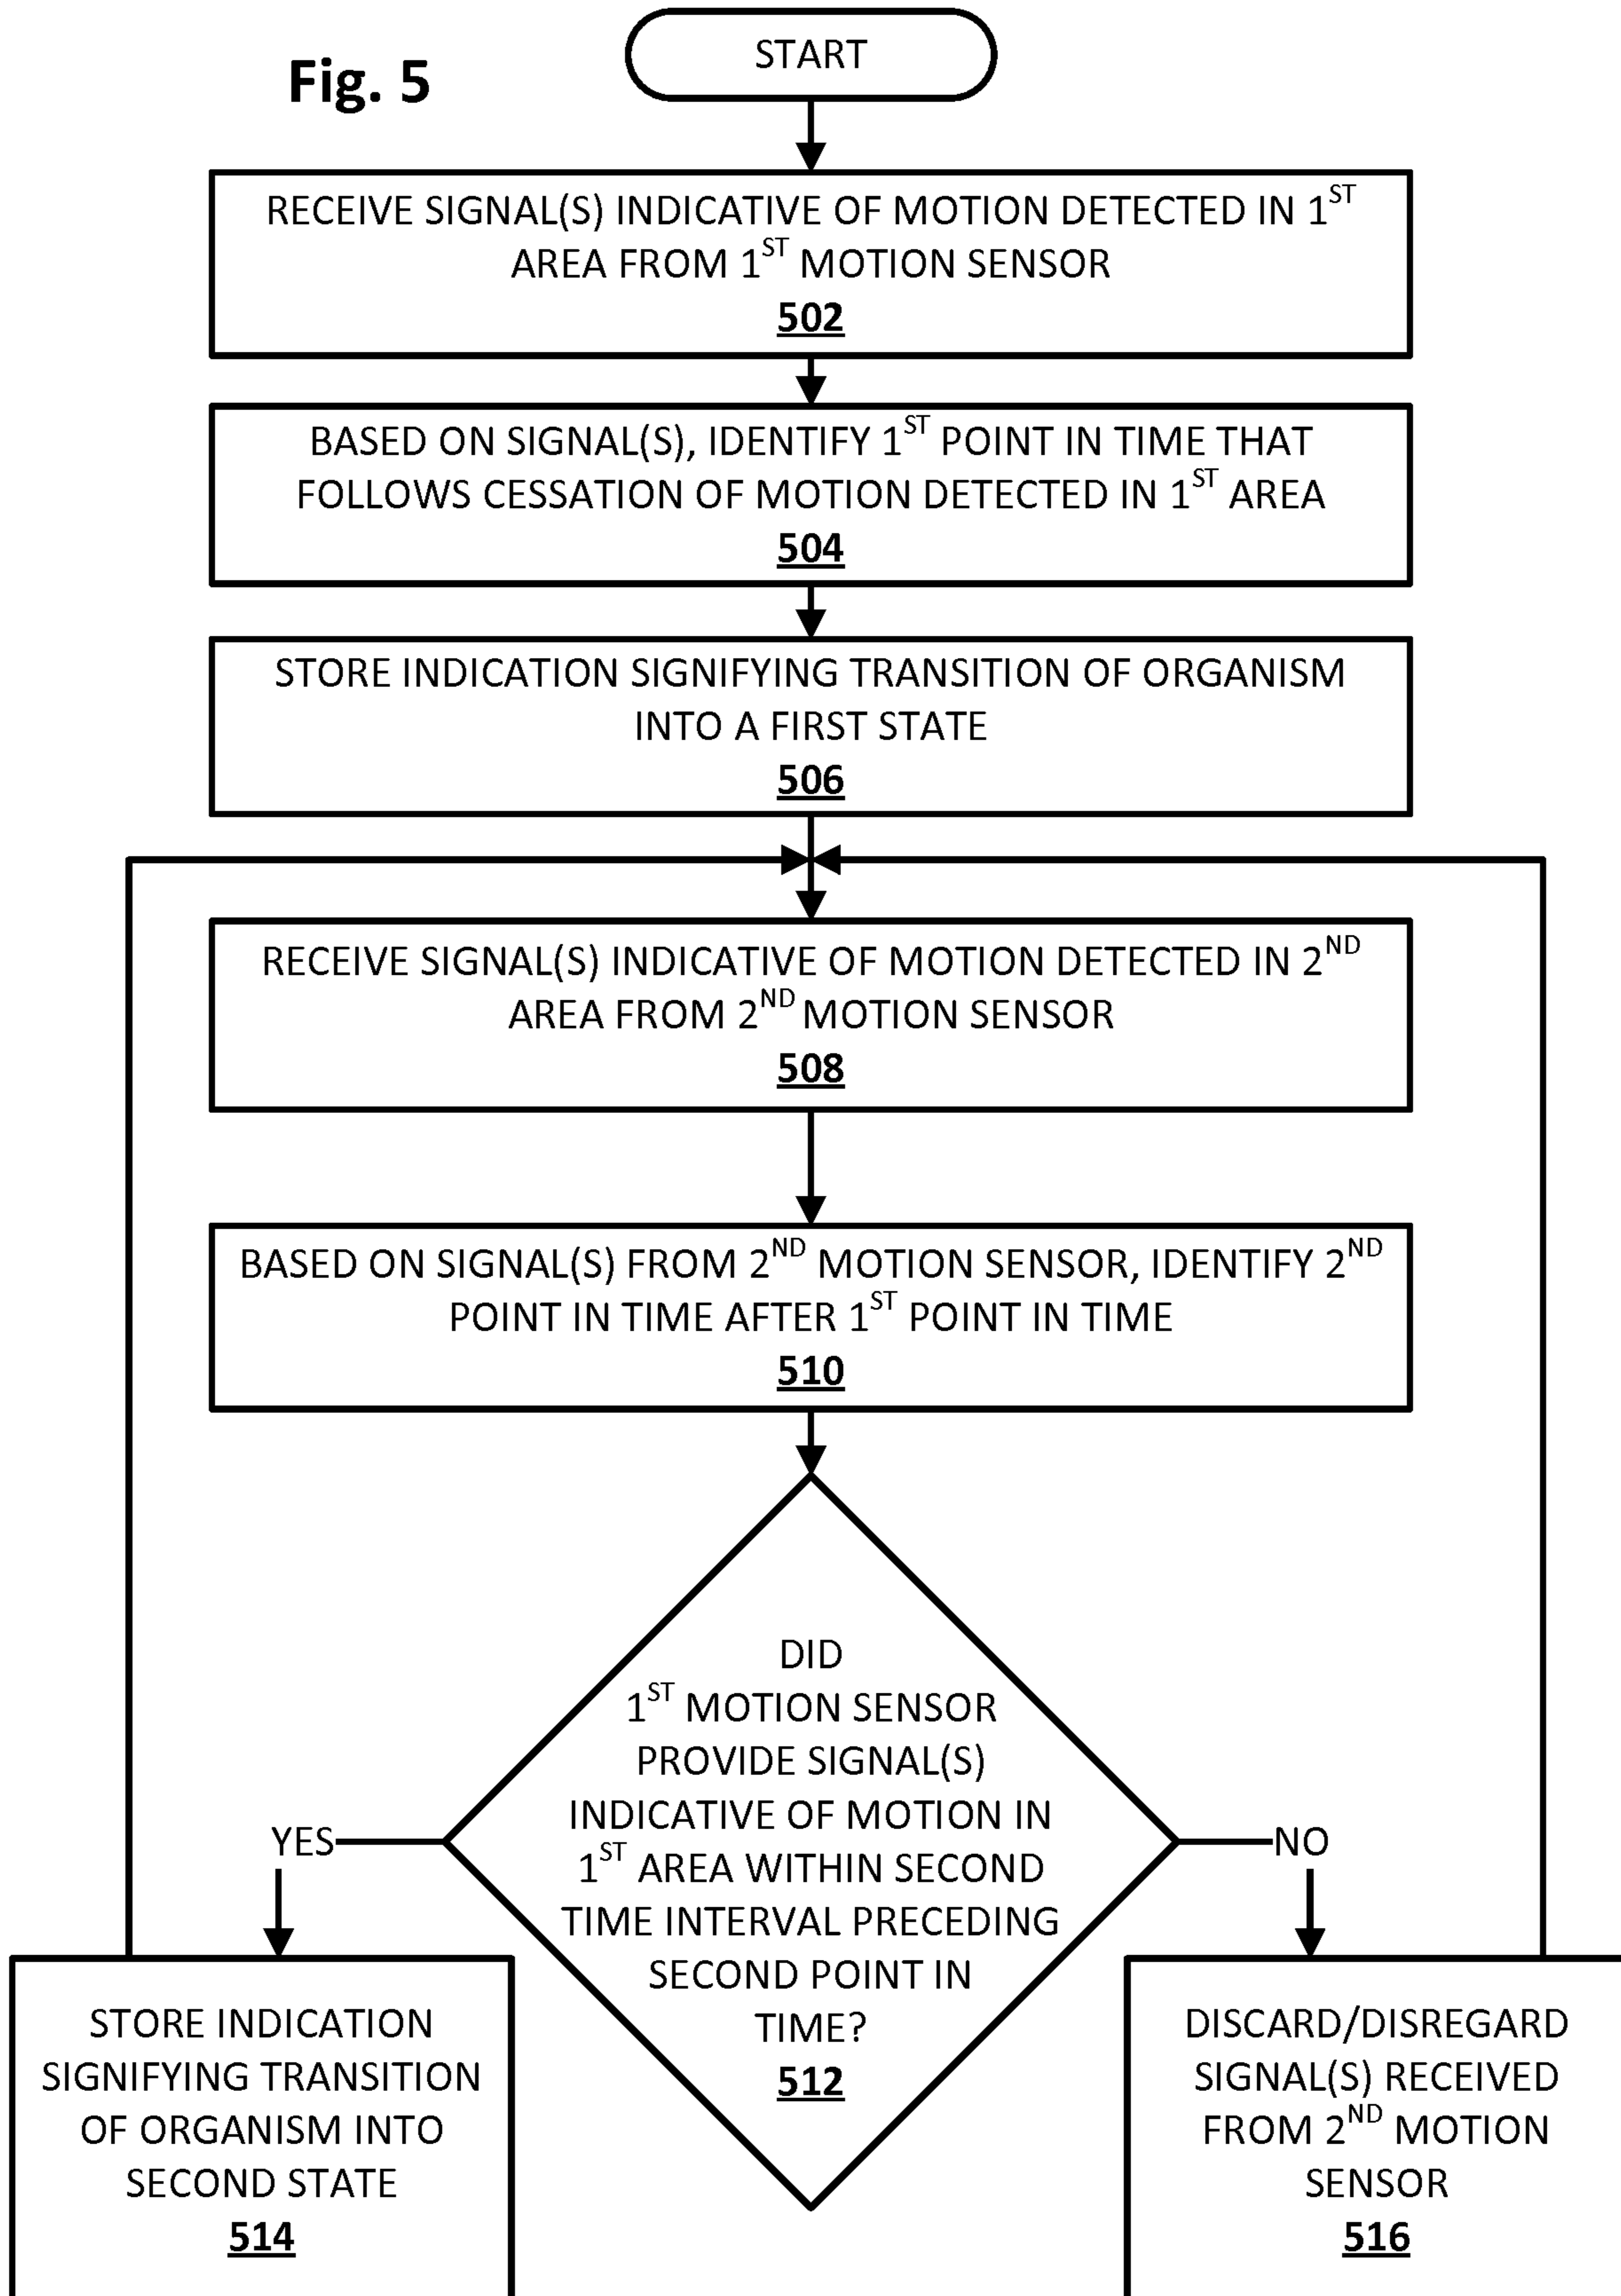 Fig. 5
START
RECEIVE SIGNAL(S) INDICATIVE OF MOTION DETECTED IN 1ST
AREA FROM 1ST MOTION SENSOR
502
BASED ON SIGNAL(S), IDENTIFY 1ST POINT IN TIME THAT
FOLLOWS CESSATION OF MOTION DETECTED IN 1ST AREA
504
STORE INDICATION SIGNIFYING TRANSITION OF ORGANISM
INTO A FIRST STATE
506
RECEIVE SIGNAL(S) INDICATIVE OF MOTION DETECTED IN 2ND
AREA FROM 2ND MOTION SENSOR
508
BASED ON SIGNAL(S) FROM 2ND MOTION SENSOR, IDENTIFY 2ND
POINT IN TIME AFTER 1ST POINT IN TIME
510
DID
1ST MOTION SENSOR
PROVIDE SIGNAL(S)
INDICATIVE OF MOTION IN
1ST AREA WITHIN SECOND
TIME INTERVAL PRECEDING
SECOND POINT IN
TIME?
512
YES
NO
STORE INDICATION
SIGNIFYING TRANSITION
OF ORGANISM INTO
SECOND STATE
514
DISCARD/DISREGARD
SIGNAL(S) RECEIVED
FROM 2ND MOTION
SENSOR
516